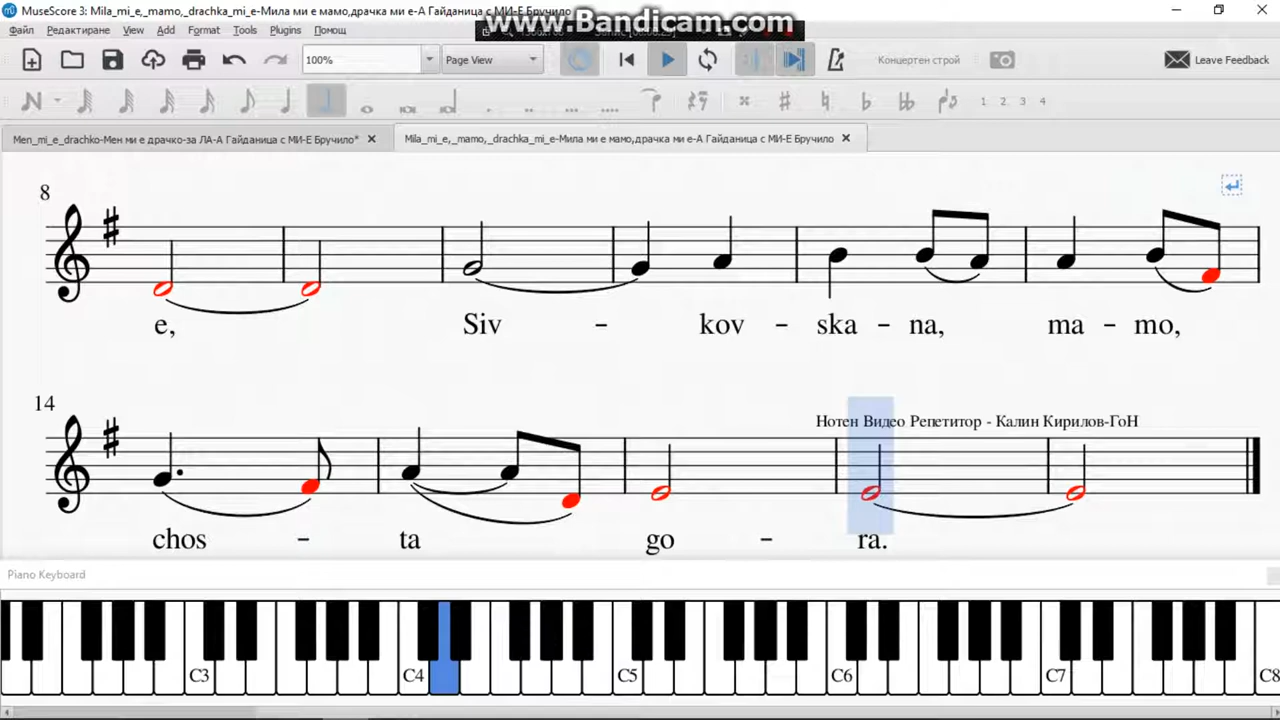 MuseScore 3: Mila_mi_e,_mamo,_drachka_mi_e-Мила ми е мамо,драчка ми е-А Гайданица с МИ-Е Бручило
www.Bandicam.com
Файл Редактиране View Add Format Tools Plugins Помощ
100% Page View Концертен строй Leave Feedback
1 2 3 4
Men_mi_e_drachko-Мен ми е драчко-за ЛА-А Гайданица с МИ-Е Бручило* Mila_mi_e,_mamo,_drachka_mi_e-Мила ми е мамо,драчка ми е-А Гайданица с МИ-Е Бручило
8
e, Siv - kov - ska - na, ma - mo,
14
Нотен Видео Репетитор - Калин Кирилов-ГоН
chos - ta go - ra.
Piano Keyboard
C3 C4 C5 C6 C7 C8